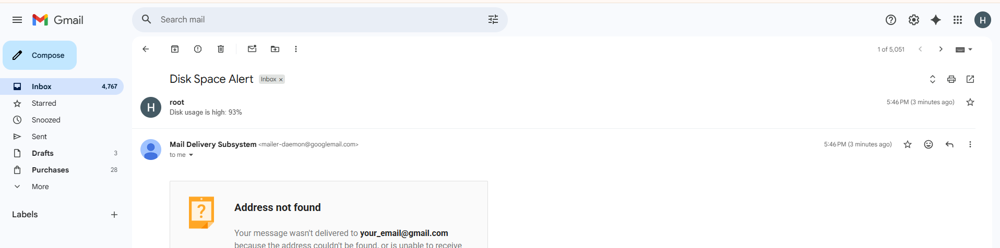 Gmail
Search mail
H
Compose
1 of 5,051
Inbox 4,767
Starred
Snoozed
Sent
Drafts 3
Purchases 28
More
Labels
Disk Space Alert Inbox ×
H
root 5:46 PM (3 minutes ago)
Disk usage is high: 93%
Mail Delivery Subsystem <mailer-daemon@googlemail.com> 5:46 PM (3 minutes ago)
to me
?
Address not found
Your message wasn't delivered to your_email@gmail.com
because the address couldn't be found, or is unable to receive